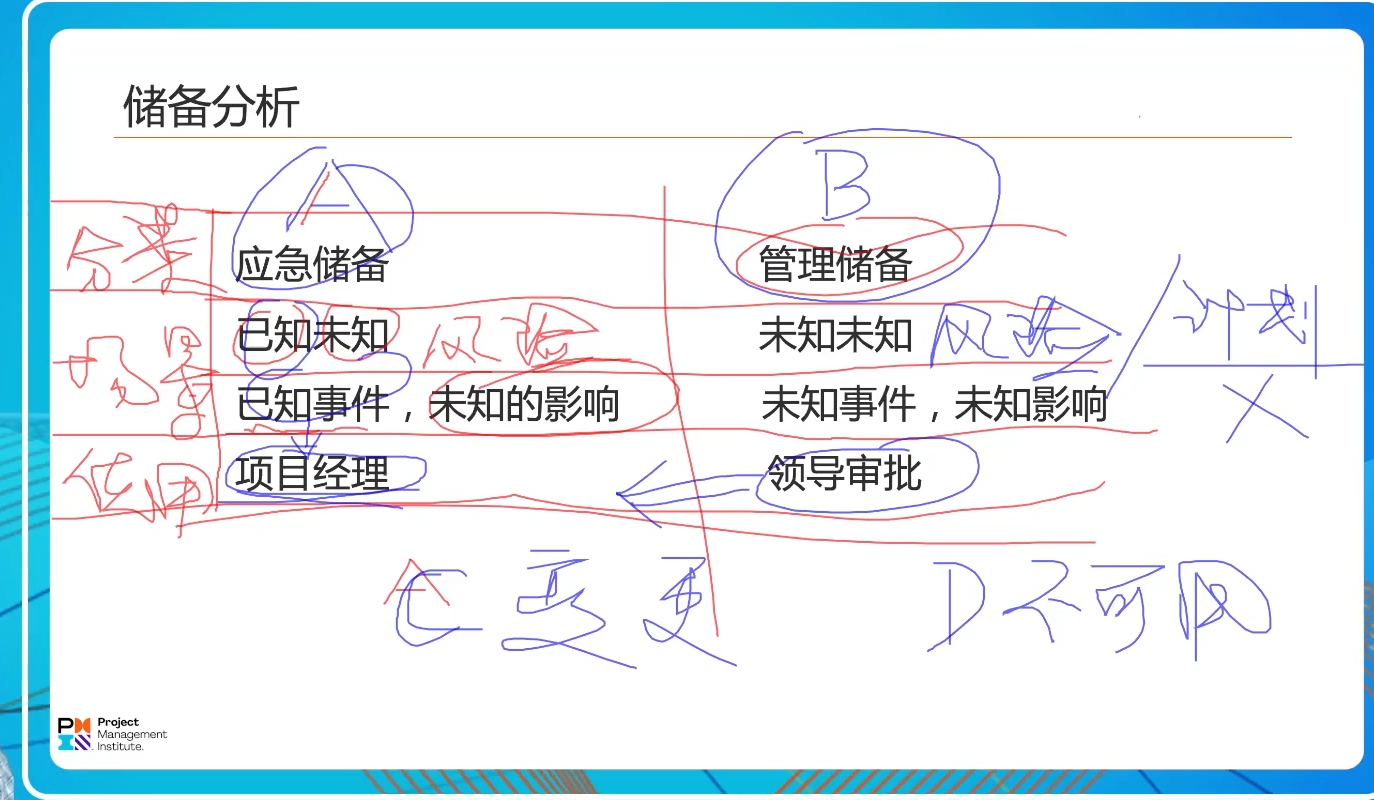 储备分析
A B
分类 应急储备 管理储备
已知未知 风险 未知未知 风险 计划
场景 已知事件，未知的影响 未知事件，未知影响 X
使用 项目经理 领导审批
C 变更 D 不可用
Project
Management
Institute.